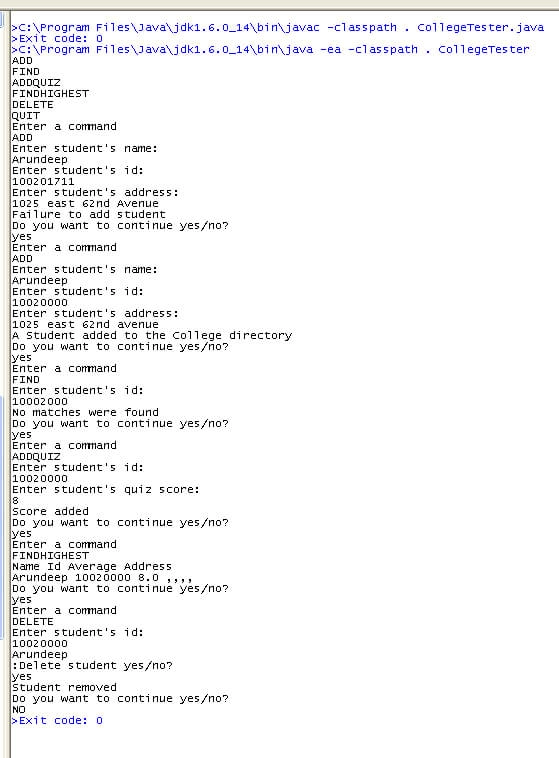 >C:\Program Files\Java\jdk1.6.0_14\bin\javac -classpath . CollegeTester.java
>Exit code: 0
>C:\Program Files\Java\jdk1.6.0_14\bin\java -ea -classpath . CollegeTester
ADD
FIND
ADDQUIZ
FINDHIGHEST
DELETE
QUIT
Enter a command
ADD
Enter student's name:
Arundeep
Enter student's id:
100201711
Enter student's address:
1025 east 62nd Avenue
Failure to add student
Do you want to continue yes/no?
yes
Enter a command
ADD
Enter student's name:
Arundeep
Enter student's id:
10020000
Enter student's address:
1025 east 62nd avenue
A Student added to the College directory
Do you want to continue yes/no?
yes
Enter a command
FIND
Enter student's id:
10002000
No matches were found
Do you want to continue yes/no?
yes
Enter a command
ADDQUIZ
Enter student's id:
10020000
Enter student's quiz score:
8
Score added
Do you want to continue yes/no?
yes
Enter a command
FINDHIGHEST
Name Id Average Address
Arundeep 10020000 8.0 ,,,,
Do you want to continue yes/no?
yes
Enter a command
DELETE
Enter student's id:
10020000
Arundeep
:Delete student yes/no?
yes
Student removed
Do you want to continue yes/no?
NO
>Exit code: 0